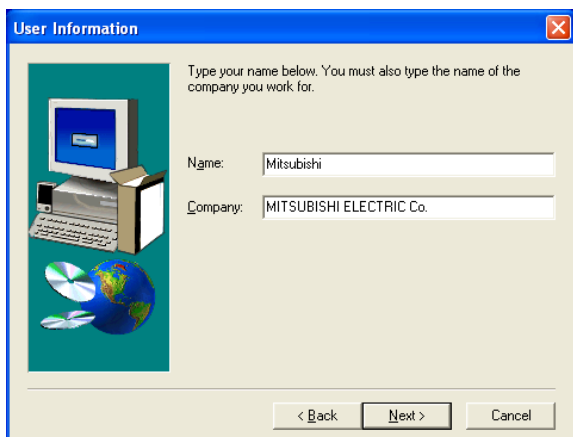 User Information
Type your name below. You must also type the name of the
company you work for.
Name: Mitsubishi
Company: MITSUBISHI ELECTRIC Co.
< Back Next > Cancel